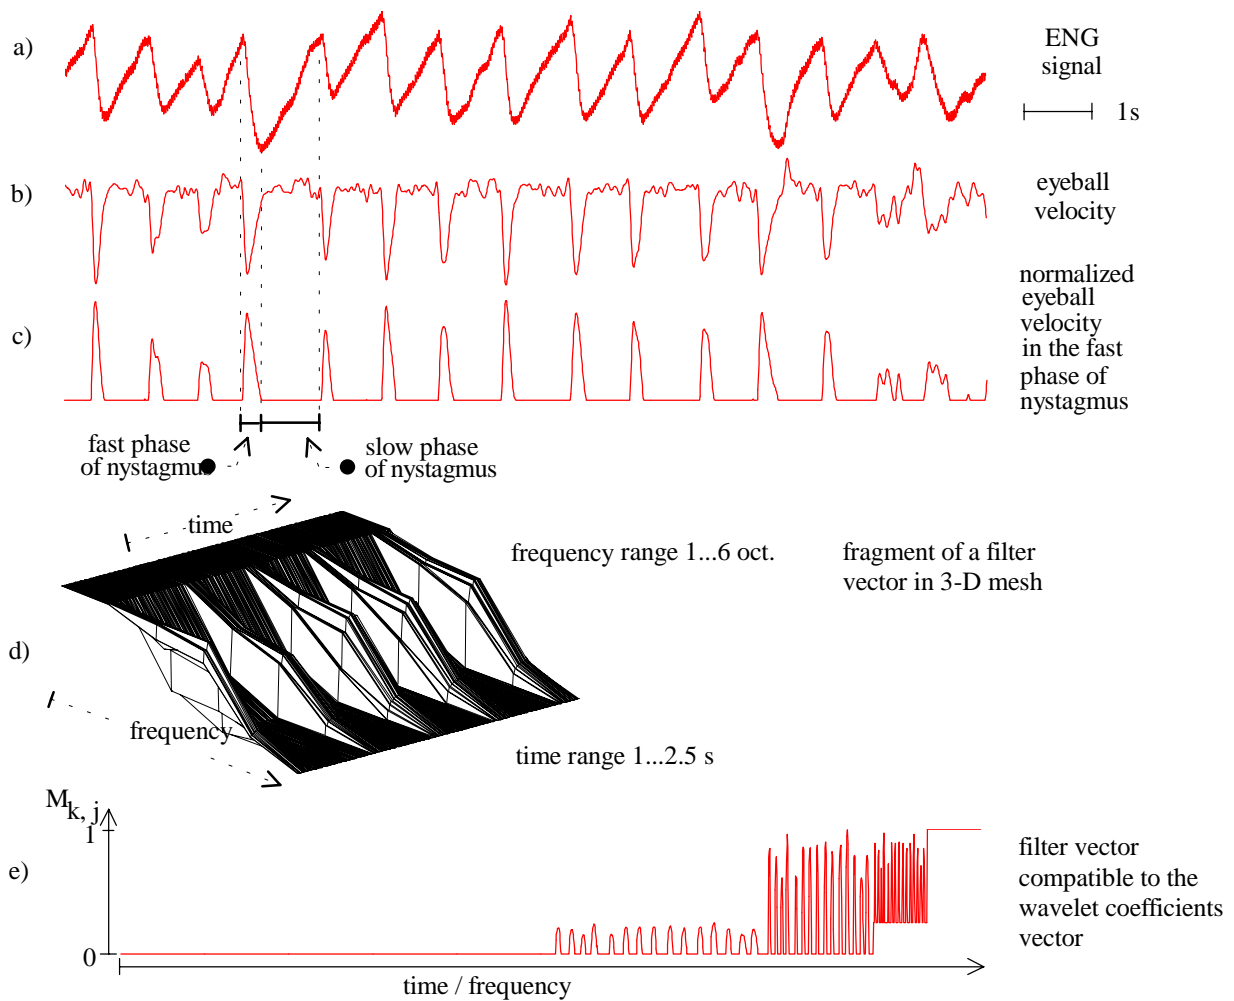 a)
ENG
signal
1s
b)
eyeball
velocity
c)
normalized
eyeball
velocity
in the fast
phase of
nystagmus
fast phase
of nystagmus
slow phase
of nystagmus
time
frequency range 1...6 oct.
fragment of a filter
vector in 3-D mesh
d)
frequency
time range 1...2.5 s
M k, j
1
e)
0
filter vector
compatible to the
wavelet coefficients
vector
time / frequency